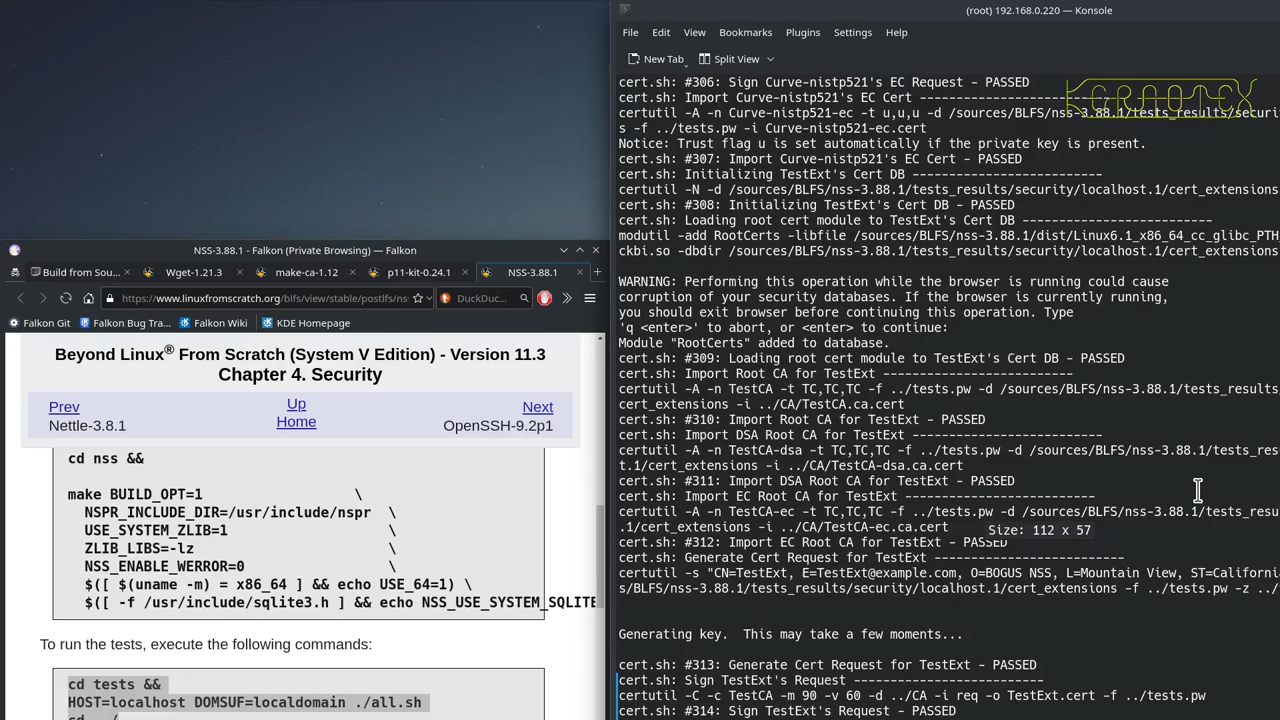 NSS-3.88.1 - Falkon (Private Browsing) — Falkon
Build from Sou...
Wget-1.21.3
make-ca-1.12
p11-kit-0.24.1
NSS-3.88.1
https://www.linuxfromscratch.org/blfs/view/stable/postlfs/ns
DuckDuc
Falkon Git
Falkon Bug Tra...
Falkon Wiki
KDE Homepage
Beyond Linux® From Scratch (System V Edition) - Version 11.3
Chapter 4. Security
Prev
Up
Next
Nettle-3.8.1
Home
OpenSSH-9.2p1
cd nss &&
make BUILD_OPT=1 \
NSPR_INCLUDE_DIR=/usr/include/nspr \
USE_SYSTEM_ZLIB=1 \
ZLIB_LIBS=-lz \
NSS_ENABLE_WERROR=0 \
$([ $(uname -m) = x86_64 ] && echo USE_64=1) \
$([ -f /usr/include/sqlite3.h ] && echo NSS_USE_SYSTEM_SQLITE
To run the tests, execute the following commands:
cd tests &&
HOST=localhost DOMSUF=localdomain ./all.sh
cd ../
(root) 192.168.0.220 — Konsole
File Edit View Bookmarks Plugins Settings Help
New Tab Split View
KERNOTEX
cert.sh: #306: Sign Curve-nistp521's EC Request - PASSED
cert.sh: Import Curve-nistp521's EC Cert --------------------------
certutil -A -n Curve-nistp521-ec -t u,u,u -d /sources/BLFS/nss-3.88.1/tests_results/securi
s -f ../tests.pw -i Curve-nistp521-ec.cert
Notice: Trust flag u is set automatically if the private key is present.
cert.sh: #307: Import Curve-nistp521's EC Cert - PASSED
cert.sh: Initializing TestExt's Cert DB --------------------------
certutil -N -d /sources/BLFS/nss-3.88.1/tests_results/security/localhost.1/cert_extensions
cert.sh: #308: Initializing TestExt's Cert DB - PASSED
cert.sh: Loading root cert module to TestExt's Cert DB --------------------------
modutil -add RootCerts -libfile /sources/BLFS/nss-3.88.1/dist/Linux6.1_x86_64_cc_glibc_PTH
ckbi.so -dbdir /sources/BLFS/nss-3.88.1/tests_results/security/localhost.1/cert_extensions
WARNING: Performing this operation while the browser is running could cause
corruption of your security databases. If the browser is currently running,
you should exit browser before continuing this operation. Type
'q <enter>' to abort, or <enter> to continue:
Module "RootCerts" added to database.
cert.sh: #309: Loading root cert module to TestExt's Cert DB - PASSED
cert.sh: Import Root CA for TestExt --------------------------
certutil -A -n TestCA -t TC,TC,TC -f ../tests.pw -d /sources/BLFS/nss-3.88.1/tests_results
cert_extensions -i ../CA/TestCA.ca.cert
cert.sh: #310: Import Root CA for TestExt - PASSED
cert.sh: Import DSA Root CA for TestExt --------------------------
certutil -A -n TestCA-dsa -t TC,TC,TC -f ../tests.pw -d /sources/BLFS/nss-3.88.1/tests_res
t.1/cert_extensions -i ../CA/TestCA-dsa.ca.cert
cert.sh: #311: Import DSA Root CA for TestExt - PASSED
cert.sh: Import EC Root CA for TestExt --------------------------
certutil -A -n TestCA-ec -t TC,TC,TC -f ../tests.pw -d /sources/BLFS/nss-3.88.1/tests_resu
.1/cert_extensions -i ../CA/TestCA-ec.ca.cert
Size: 112 x 57
cert.sh: #312: Import EC Root CA for TestExt - PASSED
cert.sh: Generate Cert Request for TestExt --------------------------
certutil -s "CN=TestExt, E=TestExt@example.com, O=BOGUS NSS, L=Mountain View, ST=Californi
s/BLFS/nss-3.88.1/tests_results/security/localhost.1/cert_extensions -f ../tests.pw -z ../
Generating key.  This may take a few moments...
cert.sh: #313: Generate Cert Request for TestExt - PASSED
cert.sh: Sign TestExt's Request --------------------------
certutil -C -c TestCA -m 90 -v 60 -d ../CA -i req -o TestExt.cert -f ../tests.pw
cert.sh: #314: Sign TestExt's Request - PASSED